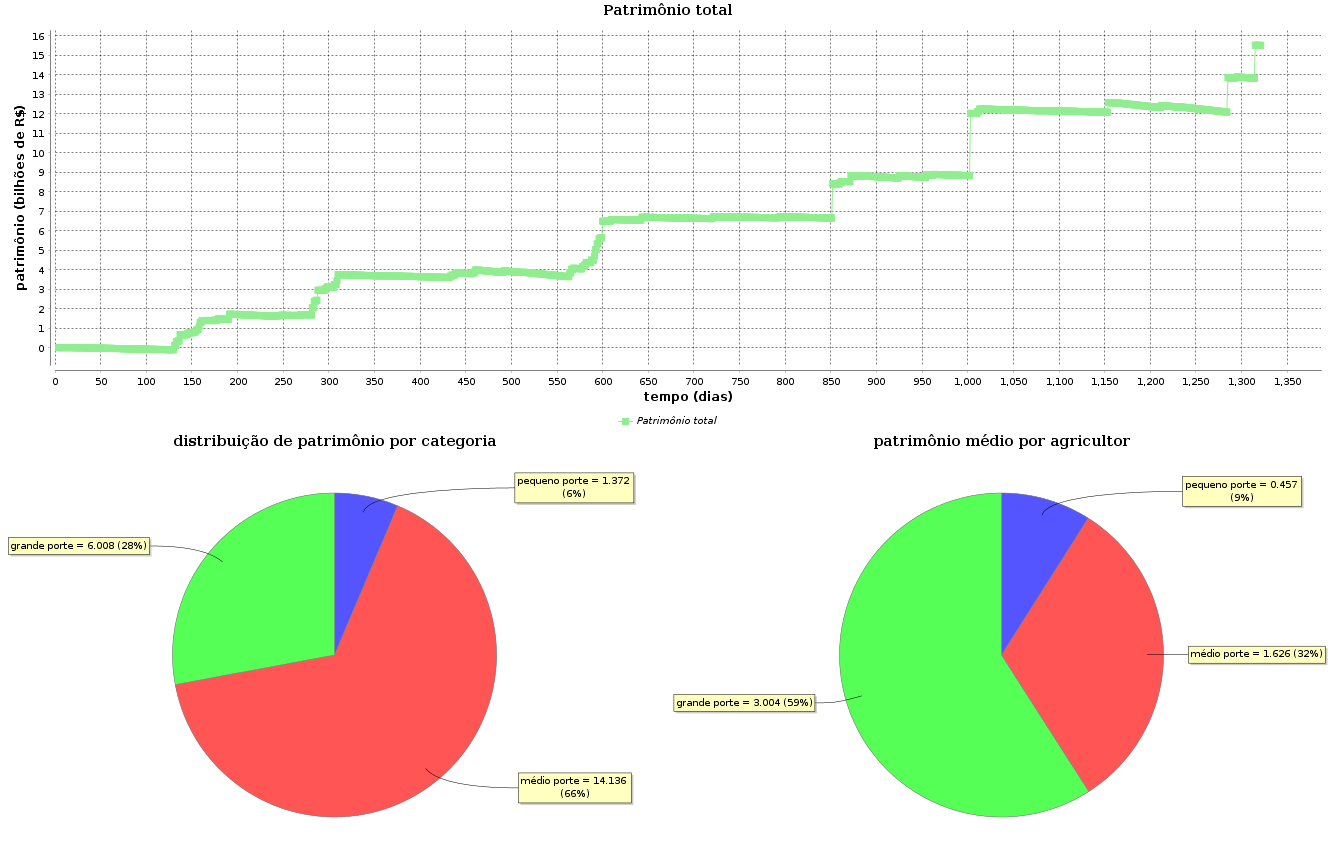 Patrimônio total
patrimônio (bilhões de R$)
16
15
14
13
12
11
10
9
8
7
6
5
4
3
2
1
0
0 50 100 150 200 250 300 350 400 450 500 550 600 650 700 750 800 850 900 950 1,000 1,050 1,100 1,150 1,200 1,250 1,300 1,350
tempo (dias)
Patrimônio total
distribuição de patrimônio por categoria
pequeno porte = 1.372
(6%)
grande porte = 6.008 (28%)
médio porte = 14.136
(66%)
patrimônio médio por agricultor
pequeno porte = 0.457
(9%)
médio porte = 1.626 (32%)
grande porte = 3.004 (59%)